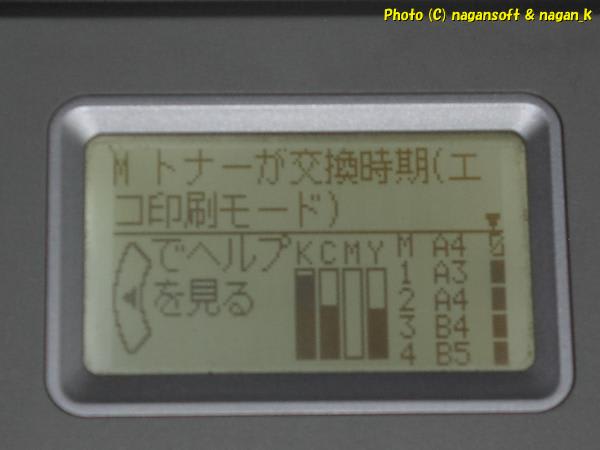 Photo (C) nagansoft & nagan_k
M トナーが交換時期(エ
コ印刷モード)
でヘルプ
を見る
K C M Y
M A4
1 A3
2 A4
3 B4
4 B5